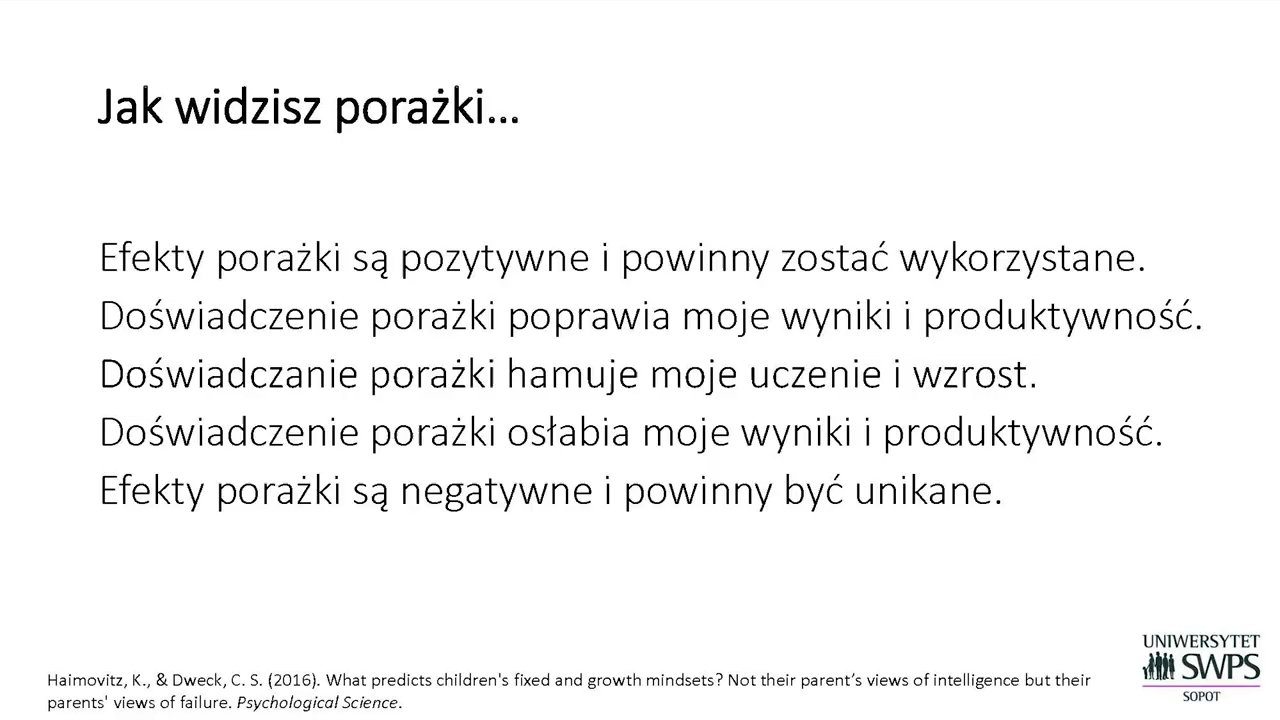 Jak widzisz porażki...
Efekty porażki są pozytywne i powinny zostać wykorzystane.
Doświadczenie porażki poprawia moje wyniki i produktywność.
Doświadczanie porażki hamuje moje uczenie i wzrost.
Doświadczenie porażki osłabia moje wyniki i produktywność.
Efekty porażki są negatywne i powinny być unikane.
Haimovitz, K., & Dweck, C. S. (2016). What predicts children's fixed and growth mindsets? Not their parent’s views of intelligence but their
parents' views of failure. Psychological Science.
UNIWERSYTET
SWPS
SOPOT